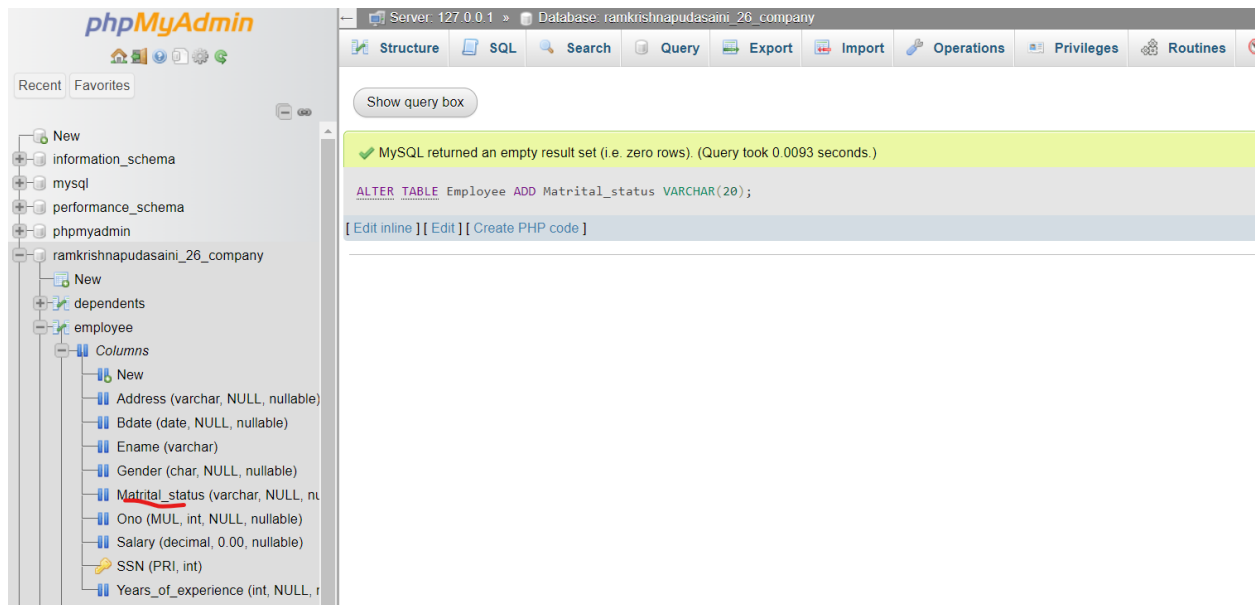 phpMyAdmin
Recent Favorites
New
information_schema
mysql
performance_schema
phpmyadmin
ramkrishnapudasaini_26_company
New
dependents
employee
Columns
New
Address (varchar, NULL, nullable)
Bdate (date, NULL, nullable)
Ename (varchar)
Gender (char, NULL, nullable)
Matrital_status (varchar, NULL, nu
Ono (MUL, int, NULL, nullable)
Salary (decimal, 0.00, nullable)
SSN (PRI, int)
Years_of_experience (int, NULL, n
Server: 127.0.0.1 » Database: ramkrishnapudasaini_26_company
Structure SQL Search Query Export Import Operations Privileges Routines
Show query box
MySQL returned an empty result set (i.e. zero rows). (Query took 0.0093 seconds.)
ALTER TABLE Employee ADD Matrital_status VARCHAR(20);
[ Edit inline ] [ Edit ] [ Create PHP code ]